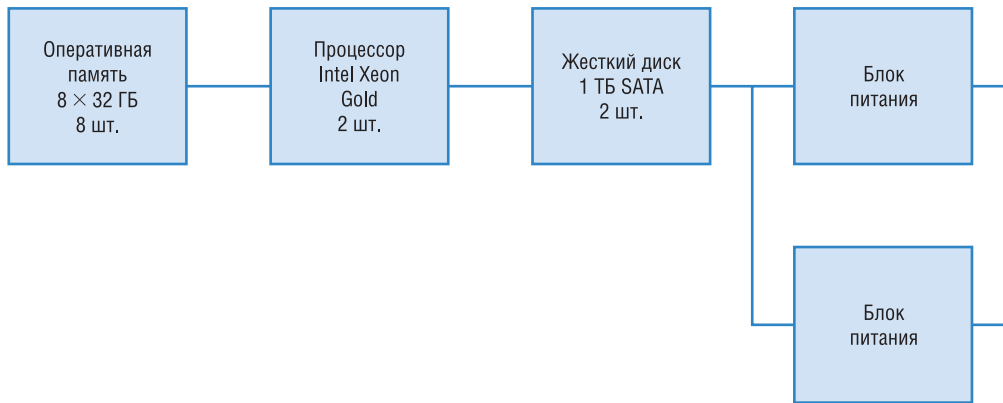 Оперативная
память
8 × 32 ГБ
8 шт.
Процессор
Intel Xeon
Gold
2 шт.
Жесткий диск
1 ТБ SATA
2 шт.
Блок
питания
Блок
питания